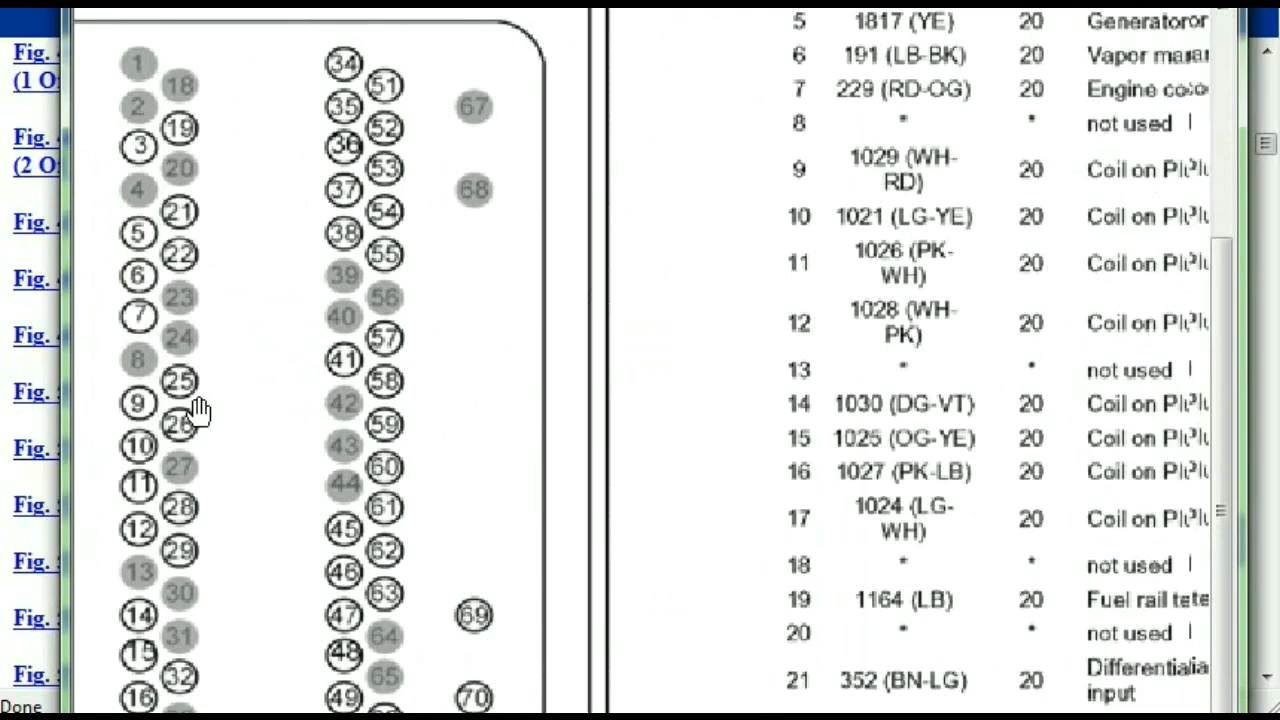 Fig.
(1 O
Fig.
(2 O
Fig.
Fig.
Fig.
Fig.
Fig.
Fig.
Fig.
Fig.
Fig.
Done
1
18
2
19
3
20
4
21
5
22
6
23
7
24
8
25
9
26
10
27
11
28
12
29
13
30
14
31
15
32
16
34
51
35
52
36
53
37
54
38
55
39
56
40
57
41
58
42
59
43
60
44
61
45
62
46
63
47
64
48
65
49
67
68
69
70
5 1817 (YE) 20 Generator
6 191 (LB-BK) 20 Vapor
7 229 (RD-OG) 20 Engine
8 * * not used
9 1029 (WH-
RD) 20 Coil on
10 1021 (LG-YE) 20 Coil on
11 1026 (PK-
WH) 20 Coil on
12 1028 (WH-
PK) 20 Coil on
13 * * not used
14 1030 (DG-VT) 20 Coil on
15 1025 (OG-YE) 20 Coil on
16 1027 (PK-LB) 20 Coil on
17 1024 (LG-
WH) 20 Coil on
18 * * not used
19 1164 (LB) 20 Fuel rail
20 * * not used
21 352 (BN-LG) 20 Differential
input